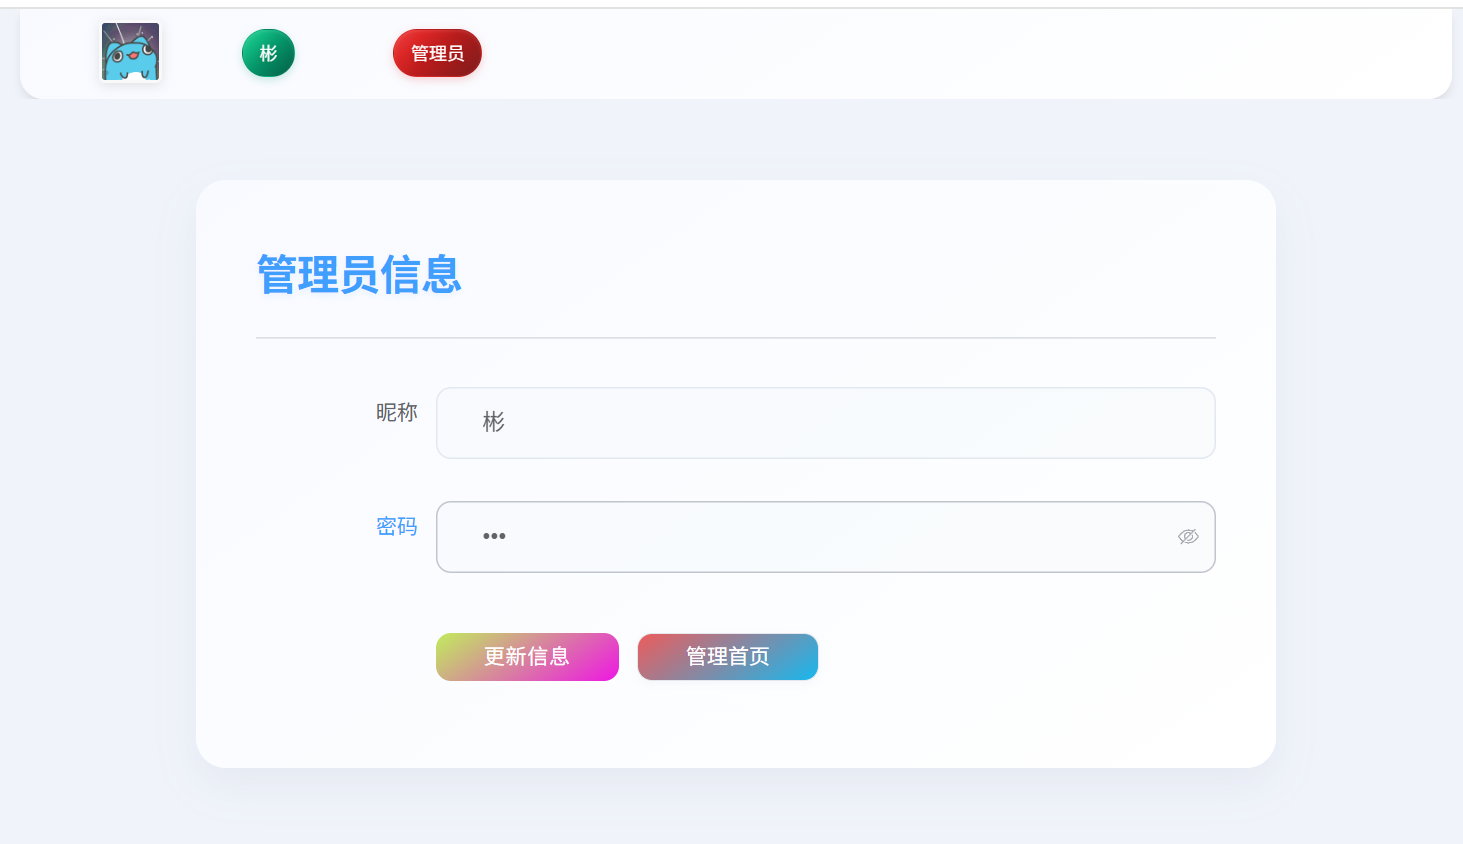 彬 管理员
管理员信息
昵称 彬
密码 •••
更新信息 管理首页